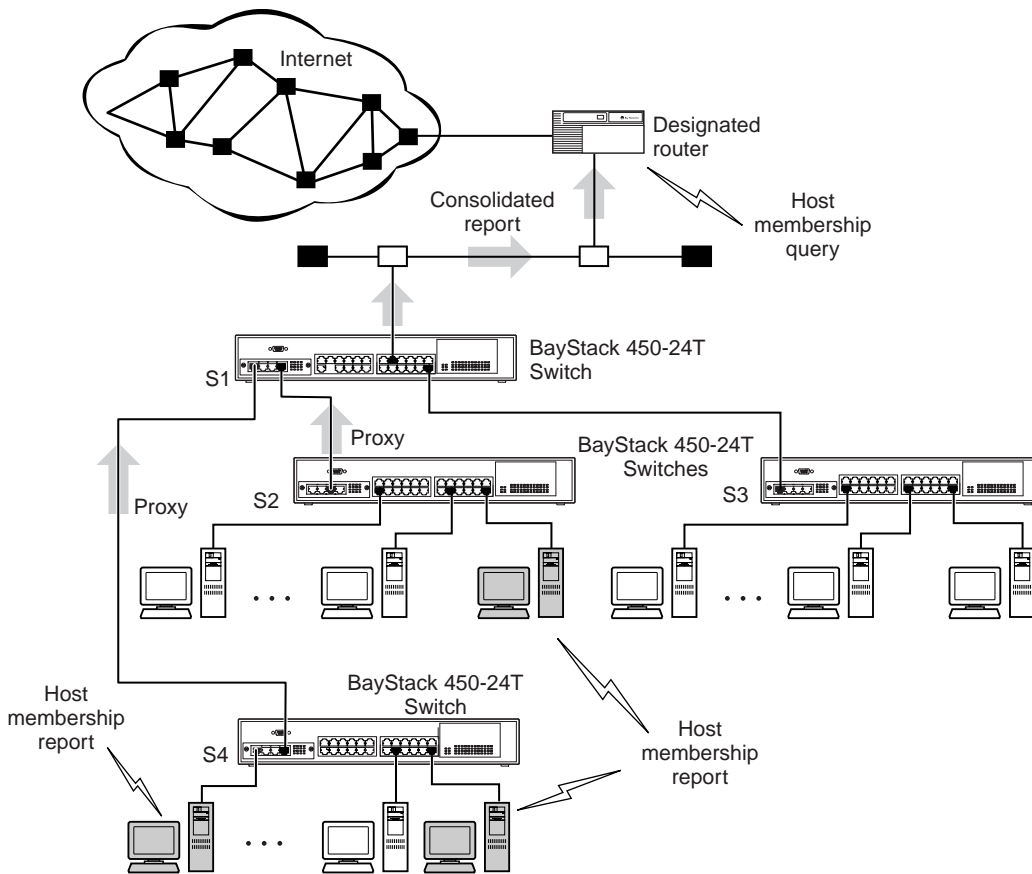 Internet
Designated
router
Consolidated
report
Host
membership
query
BayStack 450-24T
Switch
S1
Proxy
BayStack 450-24T
Switches
Proxy
S2
S3
BayStack 450-24T
Switch
Host
membership
report
S4
Host
membership
report